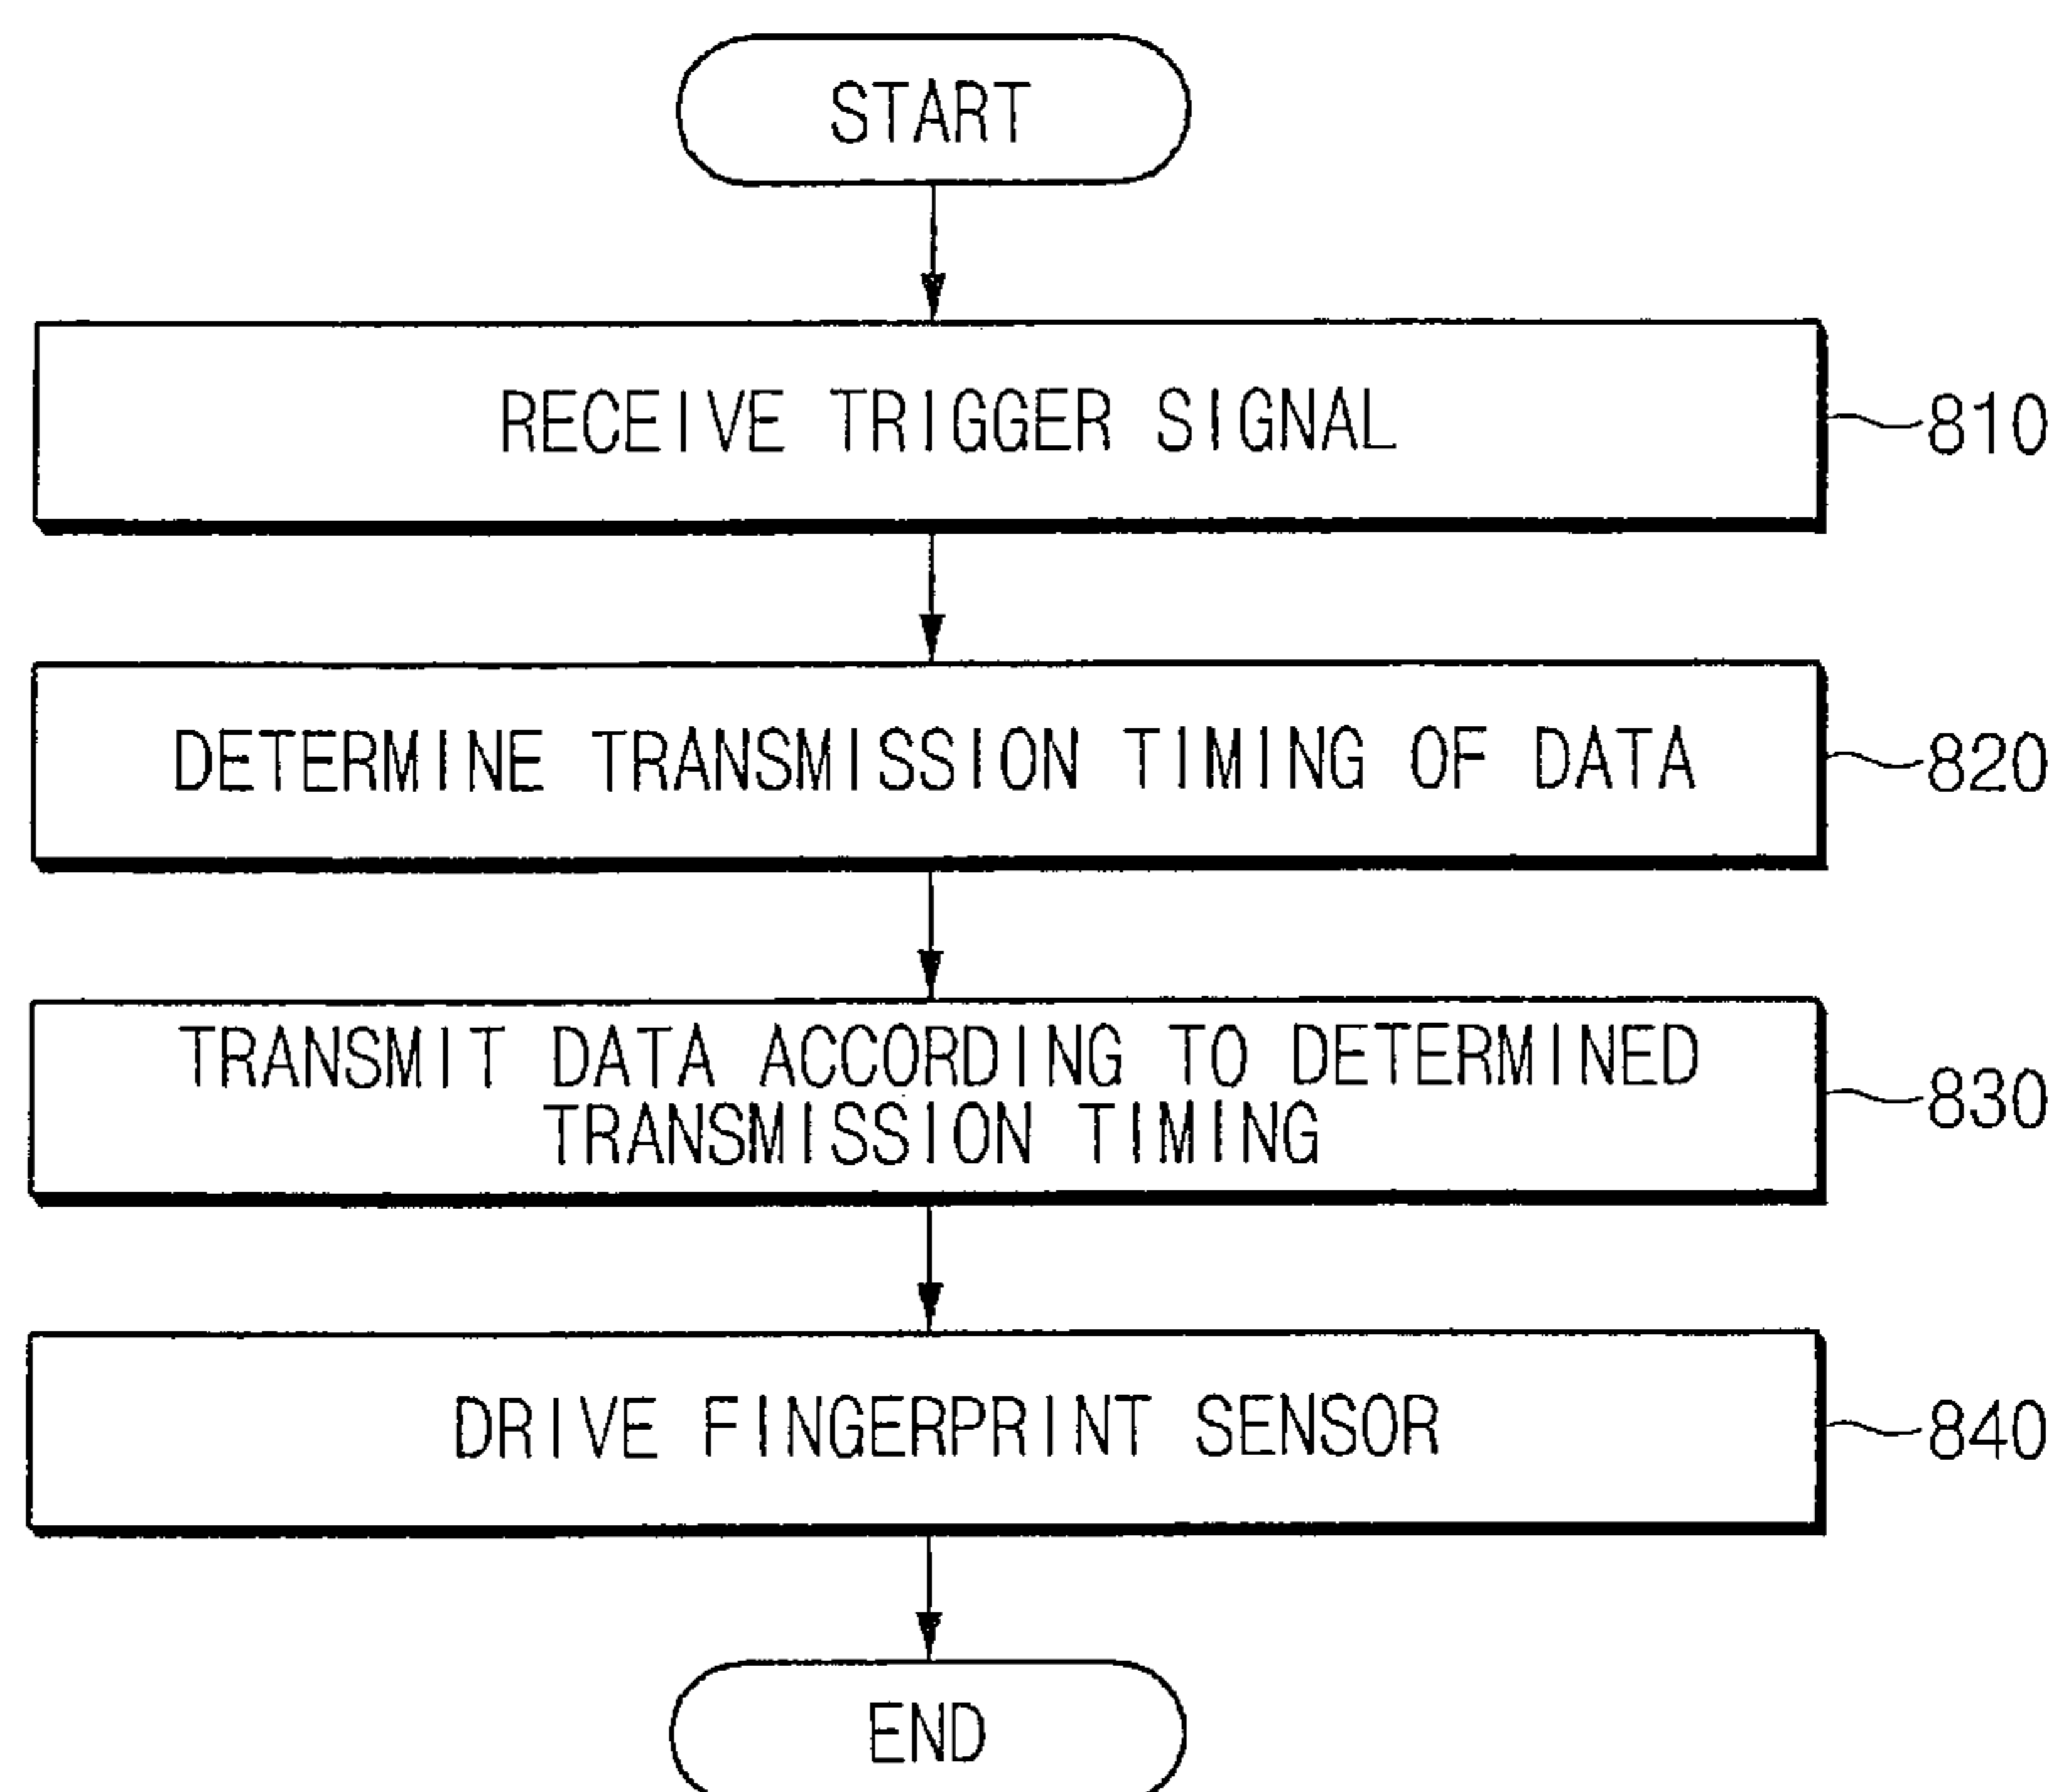 START
RECEIVE TRIGGER SIGNAL
810
DETERMINE TRANSMISSION TIMING OF DATA
820
TRANSMIT DATA ACCORDING TO DETERMINED
TRANSMISSION TIMING
830
DRIVE FINGERPRINT SENSOR
840
END